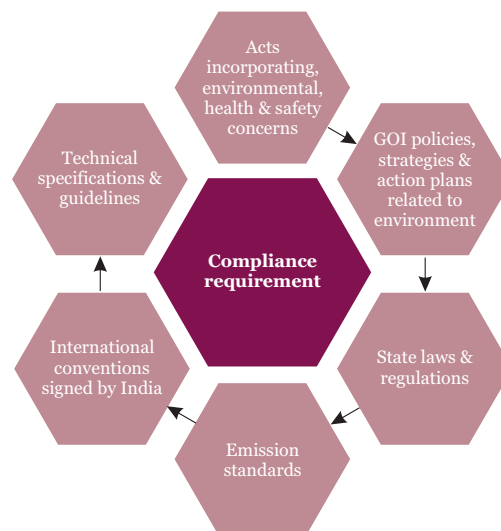 Acts
incorporating,
environmental,
health & safety
concerns
GOI policies,
strategies &
action plans
related to
environment
State laws &
regulations
Emission
standards
International
conventions
signed by India
Technical
specifications &
guidelines
Compliance
requirement